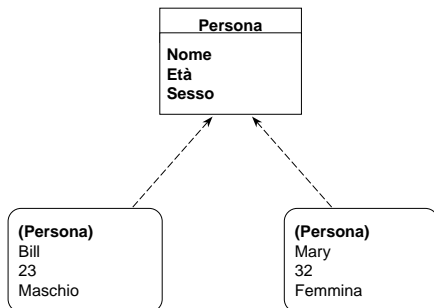 Persona
Nome
Età
Sesso
(Persona)
Bill
23
Maschio
(Persona)
Mary
32
Femmina